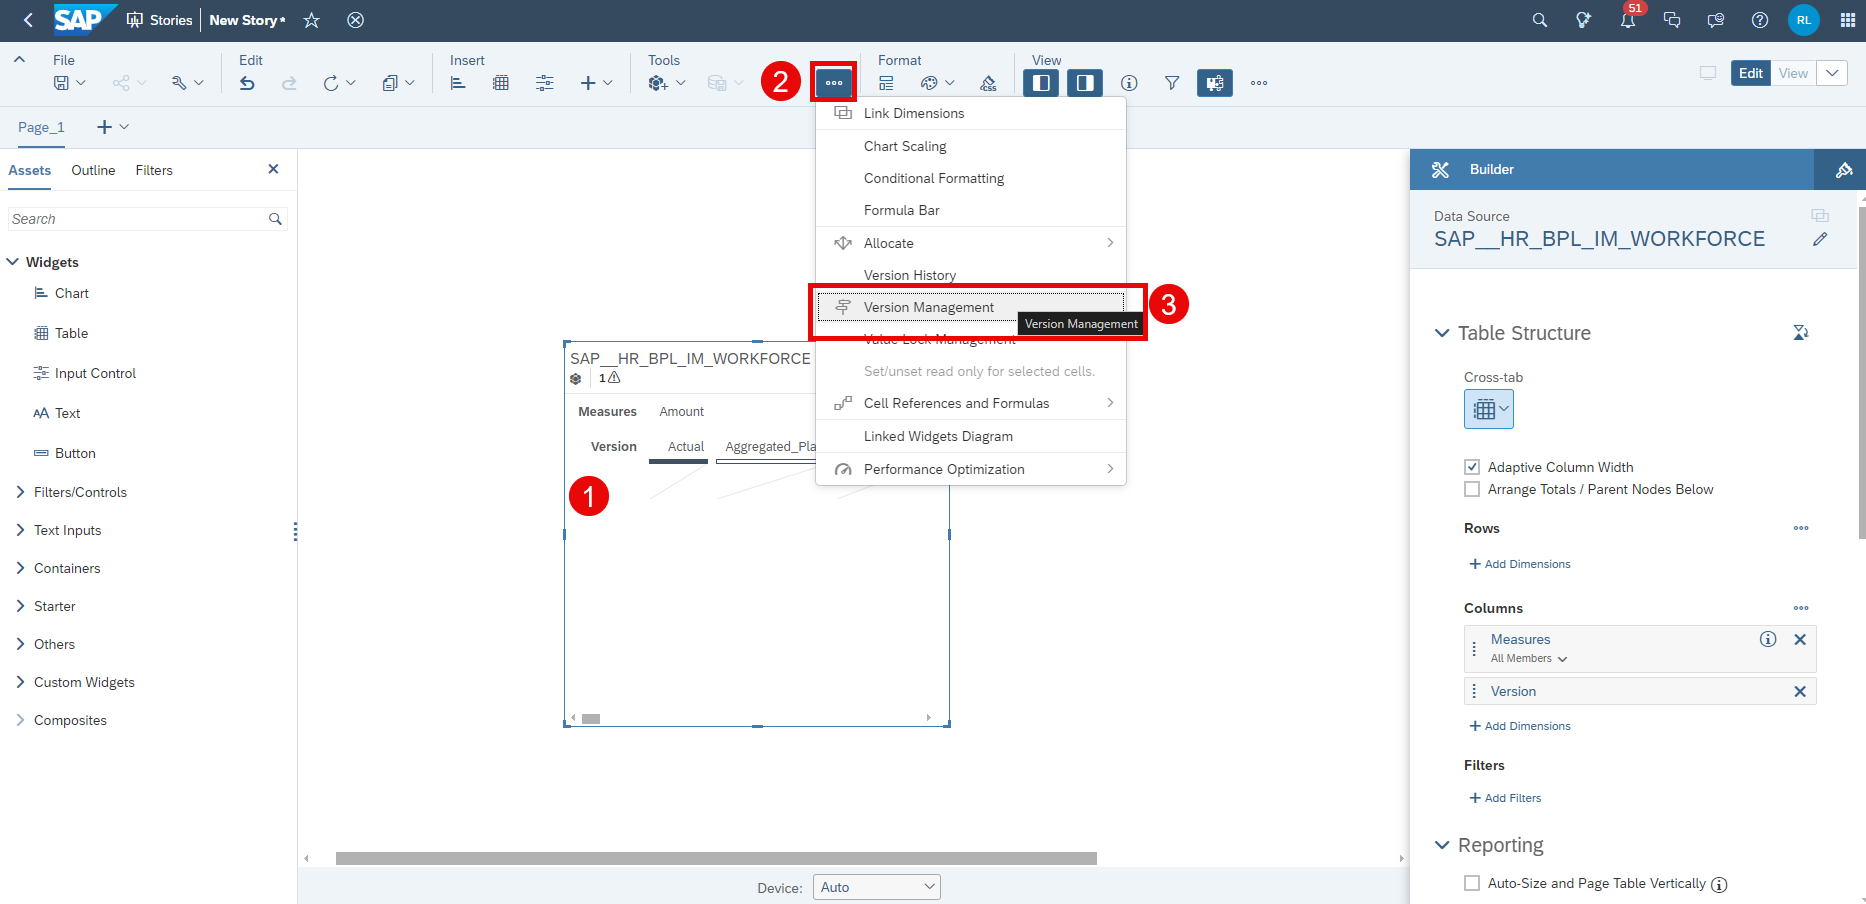 SAP Stories New Story * 51 RL
File Edit Insert Tools Format View
CSS Edit View
2
Page_1
Link Dimensions
Chart Scaling
Conditional Formatting
Formula Bar
Allocate
Version History
Version Management
Version Management
3
Value Lock Management
Set/unset read only for selected cells.
Cell References and Formulas
Linked Widgets Diagram
Performance Optimization
Assets Outline Filters
Search
Widgets
Chart
Table
Input Control
Text
Button
Filters/Controls
Text Inputs
Containers
Starter
Others
Custom Widgets
Composites
SAP__HR_BPL_IM_WORKFORCE
1
Measures Amount
Version Actual Aggregated_Pla
1
Device: Auto
Builder
Data Source
SAP__HR_BPL_IM_WORKFORCE
Table Structure
Cross-tab
Adaptive Column Width
Arrange Totals / Parent Nodes Below
Rows
+ Add Dimensions
Columns
Measures
All Members
Version
+ Add Dimensions
Filters
+ Add Filters
Reporting
Auto-Size and Page Table Vertically